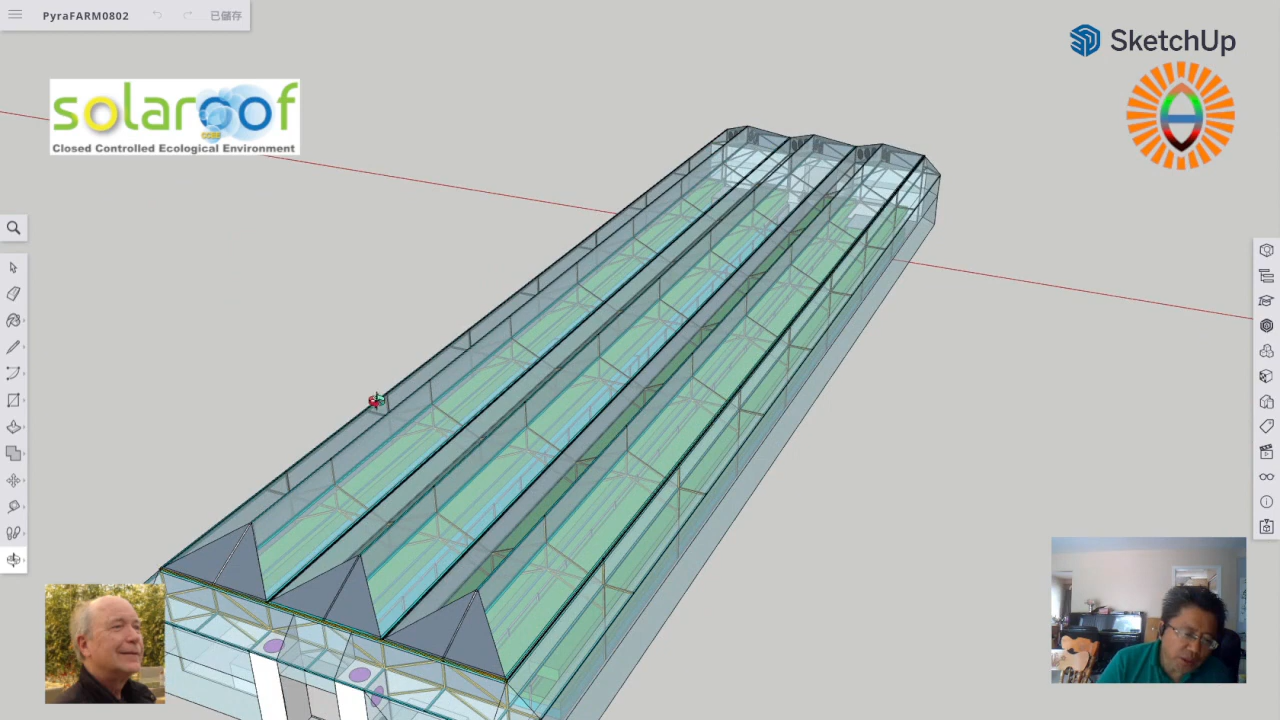 PyraFARM0802
已儲存
SketchUp
solaroof
Closed Controlled Ecological Environment